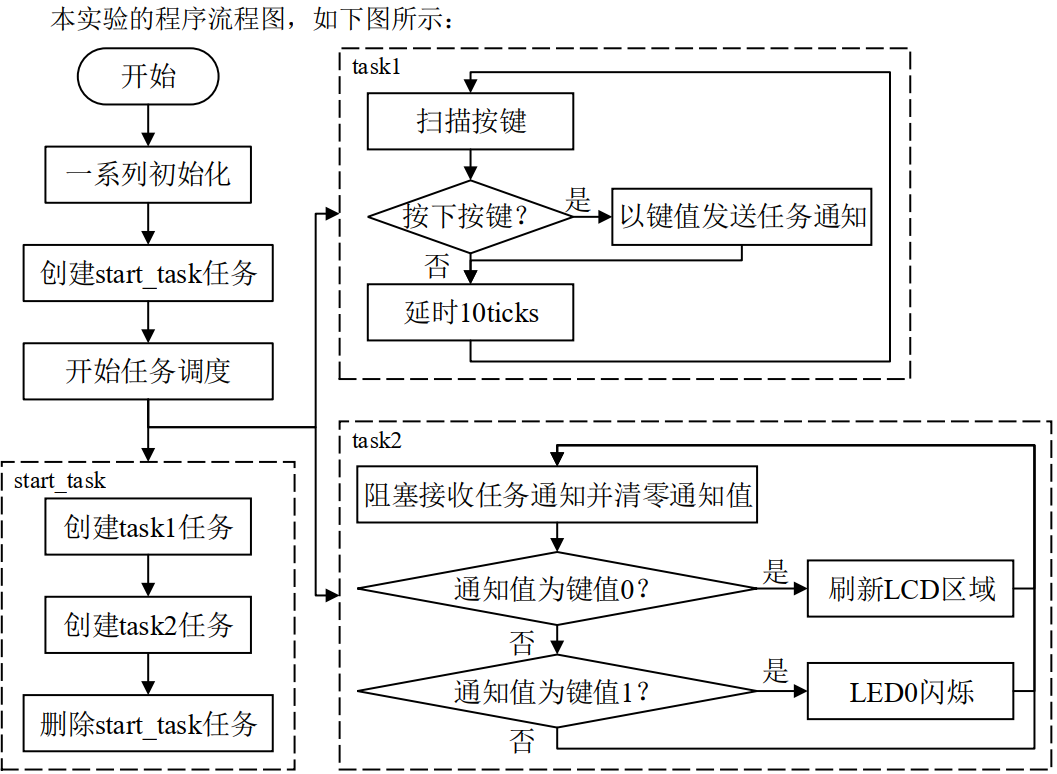 本实验的程序流程图，如下图所示：
开始
一系列初始化
创建start_task任务
开始任务调度
start_task
创建task1任务
创建task2任务
删除start_task任务
task1
扫描按键
按下按键？
是
以键值发送任务通知
否
延时10ticks
task2
阻塞接收任务通知并清零通知值
通知值为键值0？
是
刷新LCD区域
否
通知值为键值1？
是
LED0闪烁
否